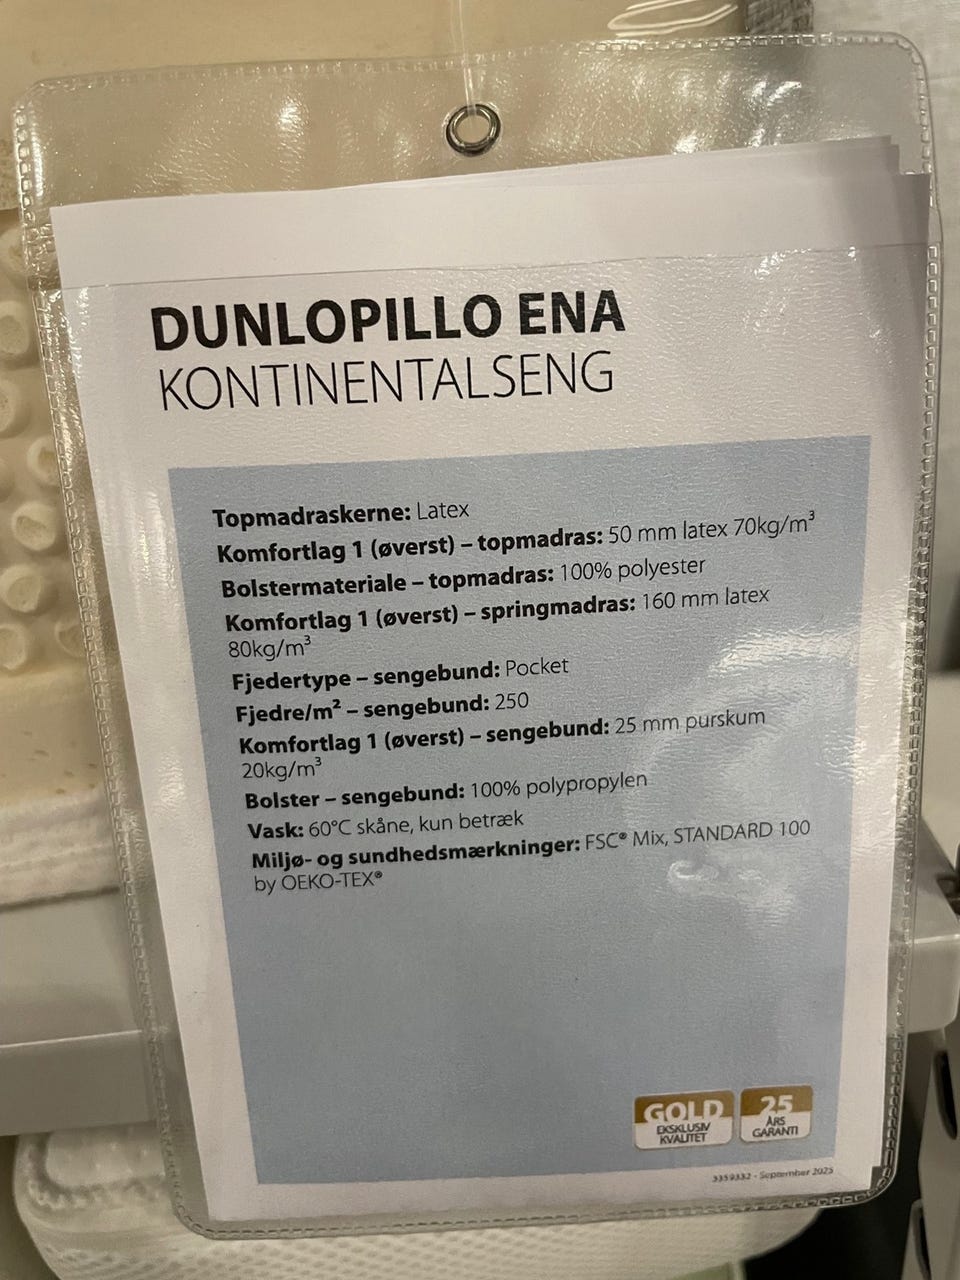 DUNLOPILLO ENA
KONTINENTALSENG
Topmadraskerne: Latex
Komfortlag 1 (øverst) – topmadras: 50 mm latex 70kg/m³
Bolstermateriale – topmadras: 100% polyester
Komfortlag 1 (øverst) – springmadras: 160 mm latex
80kg/m³
Fjedertype – sengebund: Pocket
Fjedre/m² – sengebund: 250
Komfortlag 1 (øverst) – sengebund: 25 mm purskum
20kg/m³
Bolster – sengebund: 100% polypropylen
Vask: 60°C skåne, kun betræk
Miljø- og sundhedsmærkninger: FSC® Mix, STANDARD 100
by OEKO-TEX®
GOLD
EKSKLUSIV
KVALITET
25
ÅRS
GARANTI
3359332 - September 2025